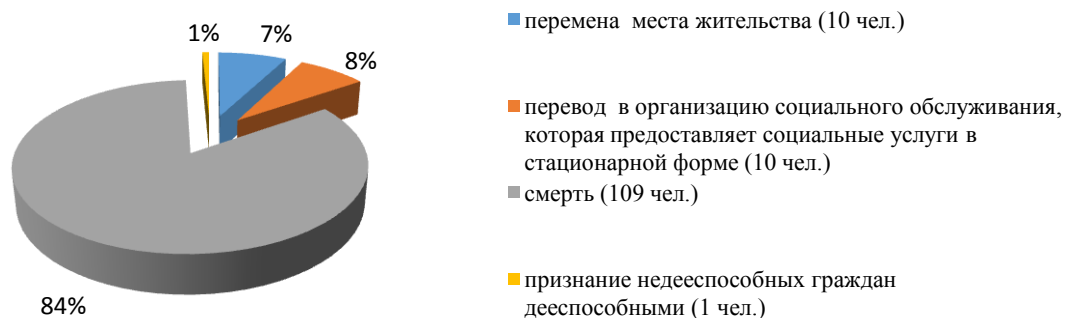 1%
7%
8%
84%
перемена места жительства (10 чел.)
перевод в организацию социального обслуживания,
которая предоставляет социальные услуги в
стационарной форме (10 чел.)
смерть (109 чел.)
признание недееспособных граждан
дееспособными (1 чел.)